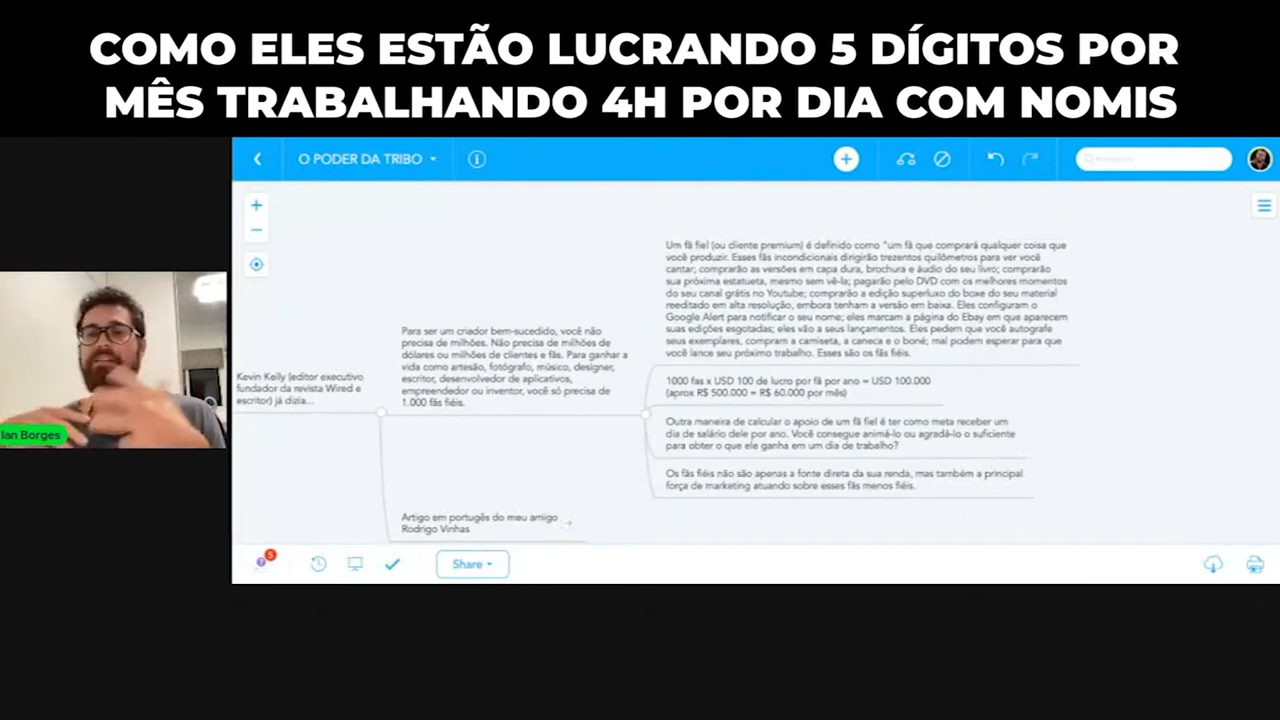 COMO ELES ESTÃO LUCRANDO 5 DÍGITOS POR
MÊS TRABALHANDO 4H POR DIA COM NOMIS
O PODER DA TRIBO
Um fã fiel (ou cliente premium) é definido como "um fã que comprará qualquer coisa que
você produzir. Esses fãs incondicionais dirigirão trezentos quilômetros para ver você
cantar; comprarão as versões em capa dura, brochura e áudio do seu livro; comprarão
sua próxima estatueta, mesmo sem vê-la; pagarão pelo DVD com os melhores momentos
do seu canal grátis no Youtube; comprarão a edição superluxo do boxe do seu material
reeditado em alta resolução, embora tenham a versão em baixa. Eles configuram o
Google Alert para notificar o seu nome; eles marcam a página do Ebay em que aparecem
suas edições esgotadas; eles vão a seus lançamentos. Eles pedem que você autografe
seus exemplares, compram a camiseta, a caneca e o boné; mal podem esperar para que
você lance seu próximo trabalho. Esses são os fãs fiéis.
Para ser um criador bem-sucedido, você não
precisa de milhões. Não precisa de milhões de
dólares ou milhões de clientes e fãs. Para ganhar a
vida como artesão, fotógrafo, músico, designer,
escritor, desenvolvedor de aplicativos,
empreendedor ou inventor, você só precisa de
1.000 fãs fiéis.
Kevin Kelly (editor executivo
fundador da revista Wired e
escritor) já dizia...
1000 fas x USD 100 de lucro por fã por ano = USD 100.000
(aprox R$ 500.000 = R$ 60.000 por mês)
Outra maneira de calcular o apoio de um fã fiel é ter como meta receber um
dia de salário dele por ano. Você consegue animá-lo ou agradá-lo o suficiente
para obter o que ele ganha em um dia de trabalho?
Os fãs fiéis não são apenas a fonte direta da sua renda, mas também a principal
força de marketing atuando sobre esses fãs menos fiéis.
Artigo em portugês do meu amigo
Rodrigo Vinhas
lan Borges
5
Share